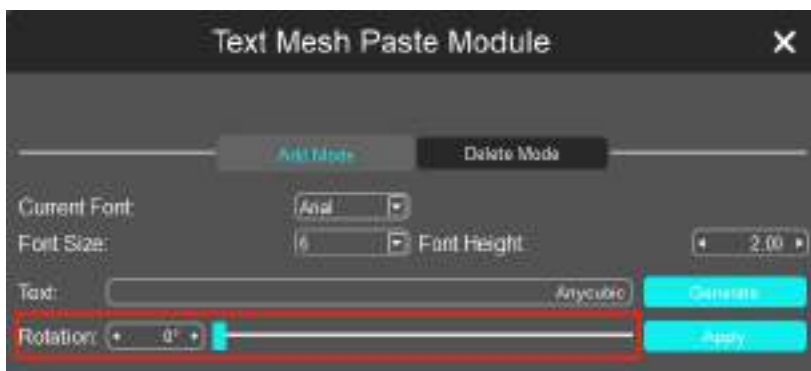 Text Mesh Paste Module
Add Mode Delete Mode
Current Font: Arial
Font Size: 6 Font Height 2.00
Text: Anycubic Generate
Rotation: 0° Apply